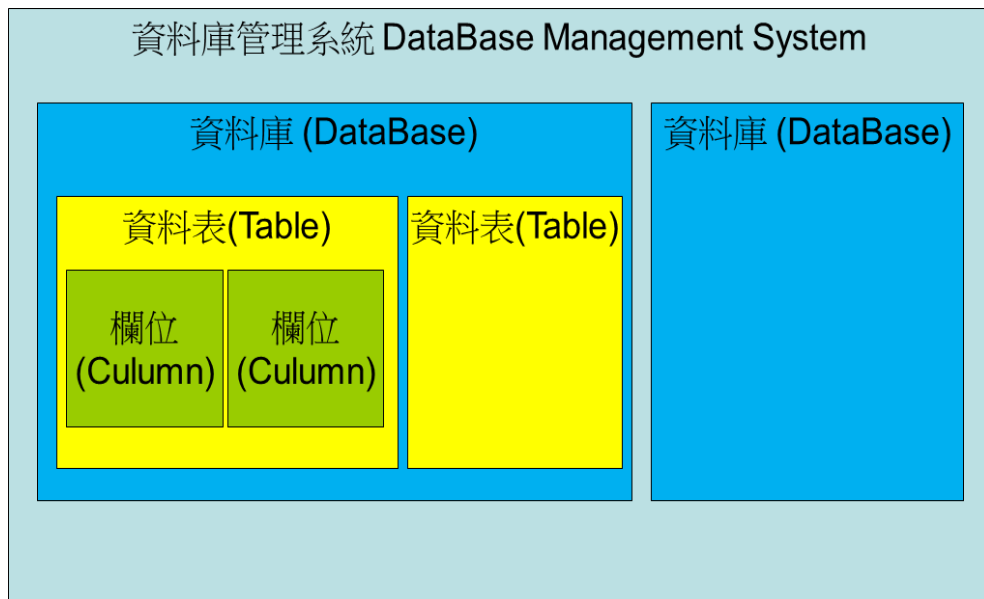 資料庫管理系統 DataBase Management System
資料庫 (DataBase)
資料庫 (DataBase)
資料表(Table)
資料表(Table)
欄位
(Culumn)
欄位
(Culumn)